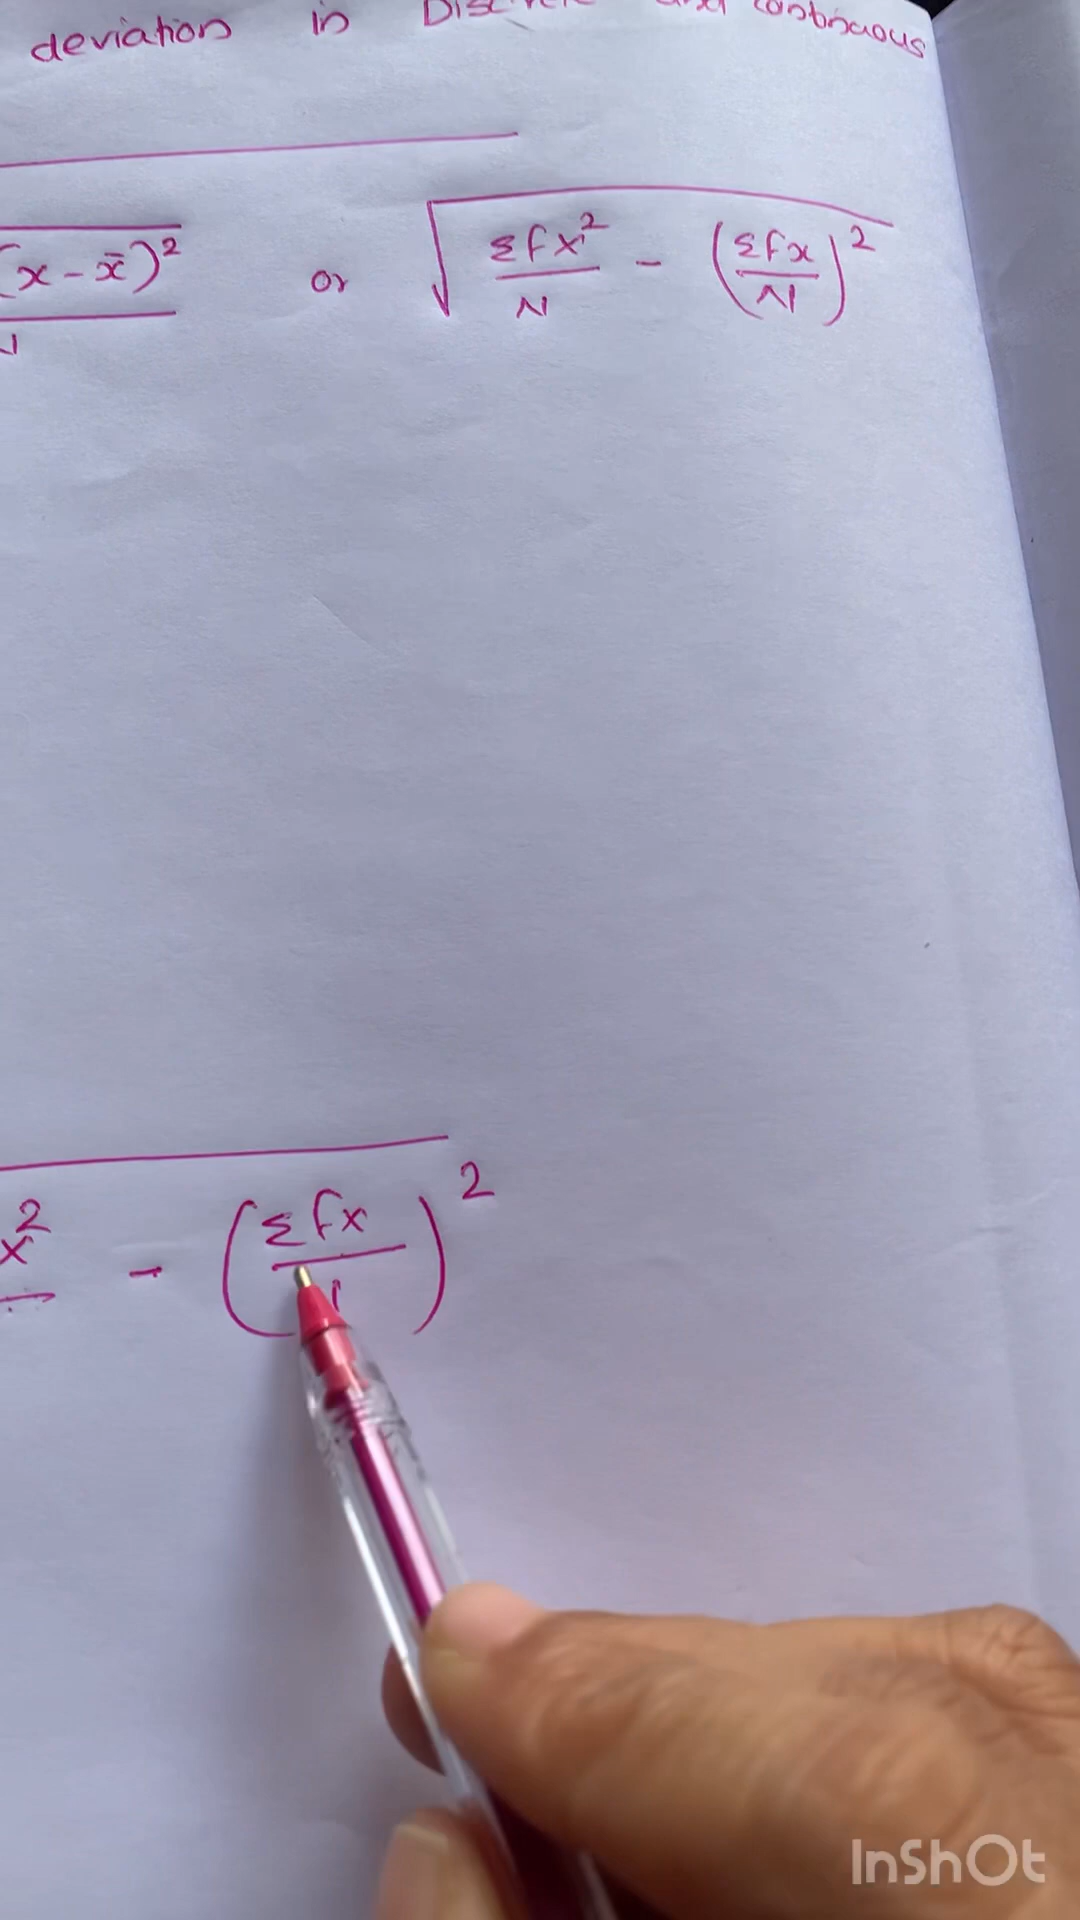 deviation in Discrete and continuous
(x - x̄)² or √ Σfx² - (Σfx)²
N N N
x² - (Σfx)²
InShOt